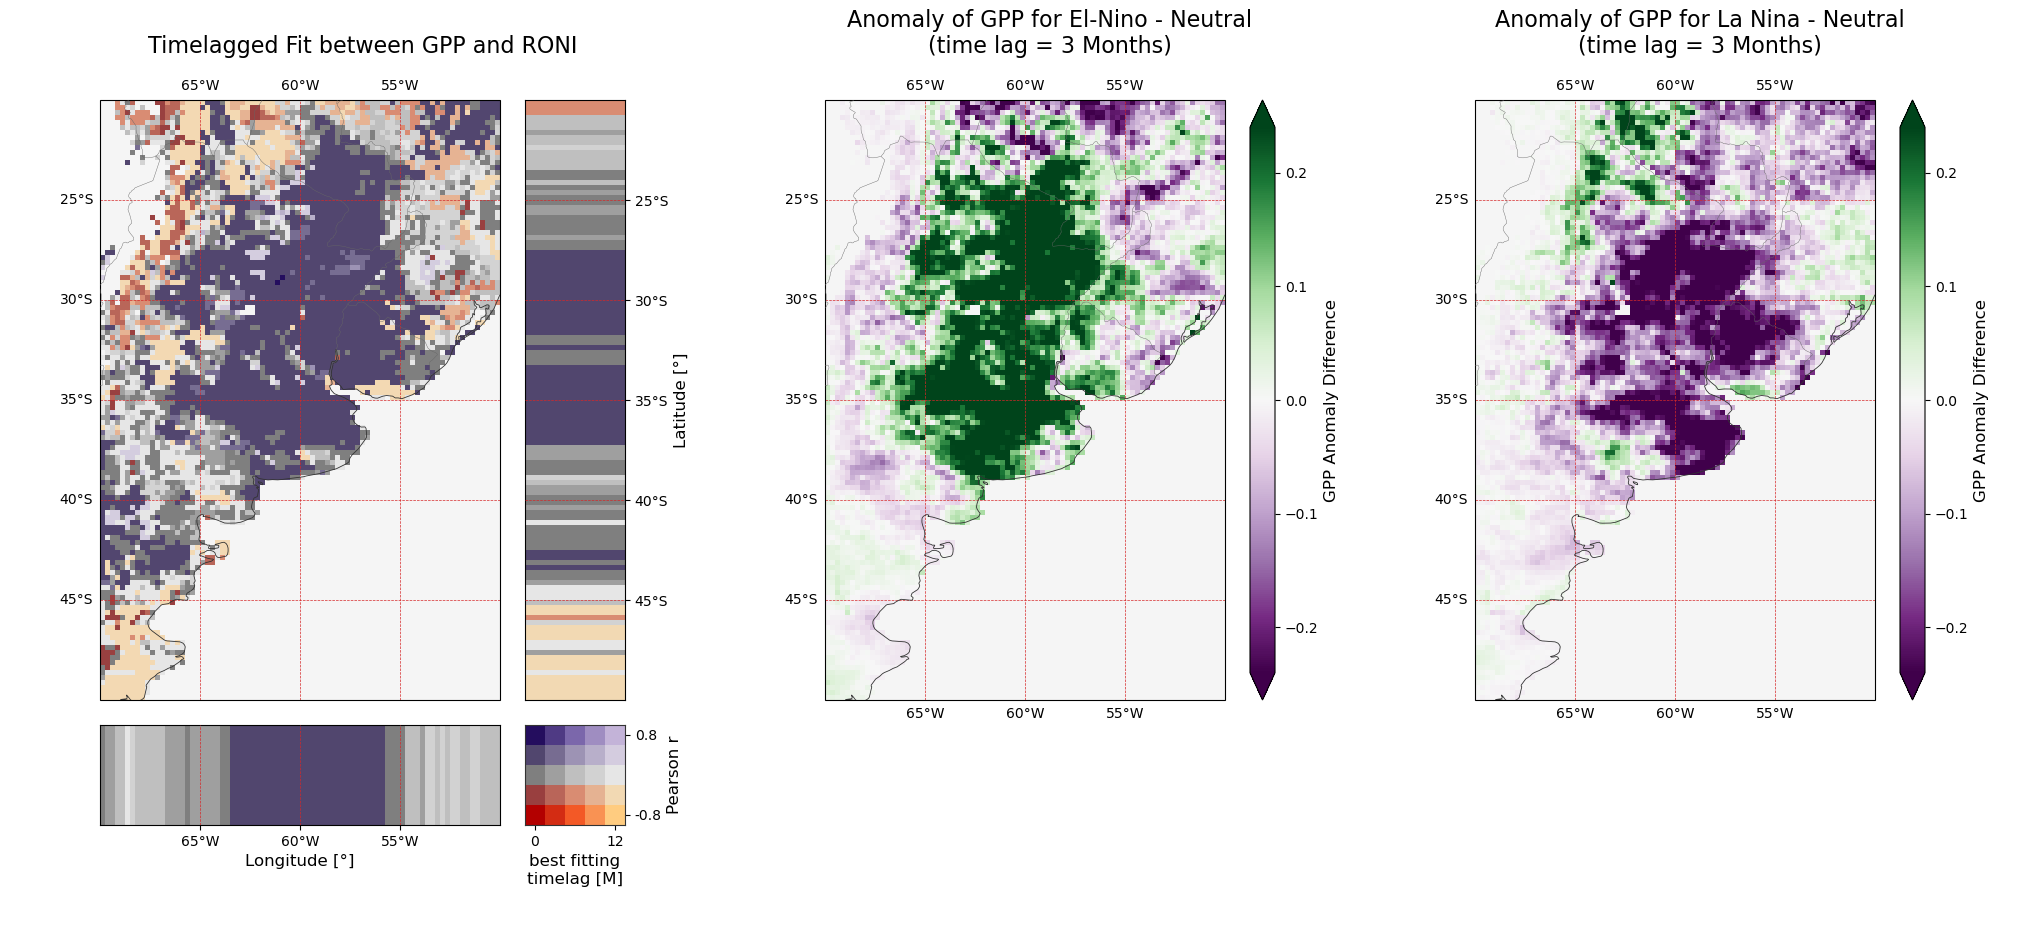 Timelagged Fit between GPP and RONI
65°W 60°W 55°W
25°S
30°S
35°S
40°S
45°S
25°S
30°S
35°S
40°S
45°S
Latitude [°]
65°W 60°W 55°W
Longitude [°]
0.8
-0.8
Pearson r
0 12
best fitting
timelag [M]
Anomaly of GPP for El-Nino - Neutral
(time lag = 3 Months)
65°W 60°W 55°W
25°S
30°S
35°S
40°S
45°S
65°W 60°W 55°W
0.2
0.1
0.0
−0.1
−0.2
GPP Anomaly Difference
Anomaly of GPP for La Nina - Neutral
(time lag = 3 Months)
65°W 60°W 55°W
25°S
30°S
35°S
40°S
45°S
65°W 60°W 55°W
0.2
0.1
0.0
−0.1
−0.2
GPP Anomaly Difference